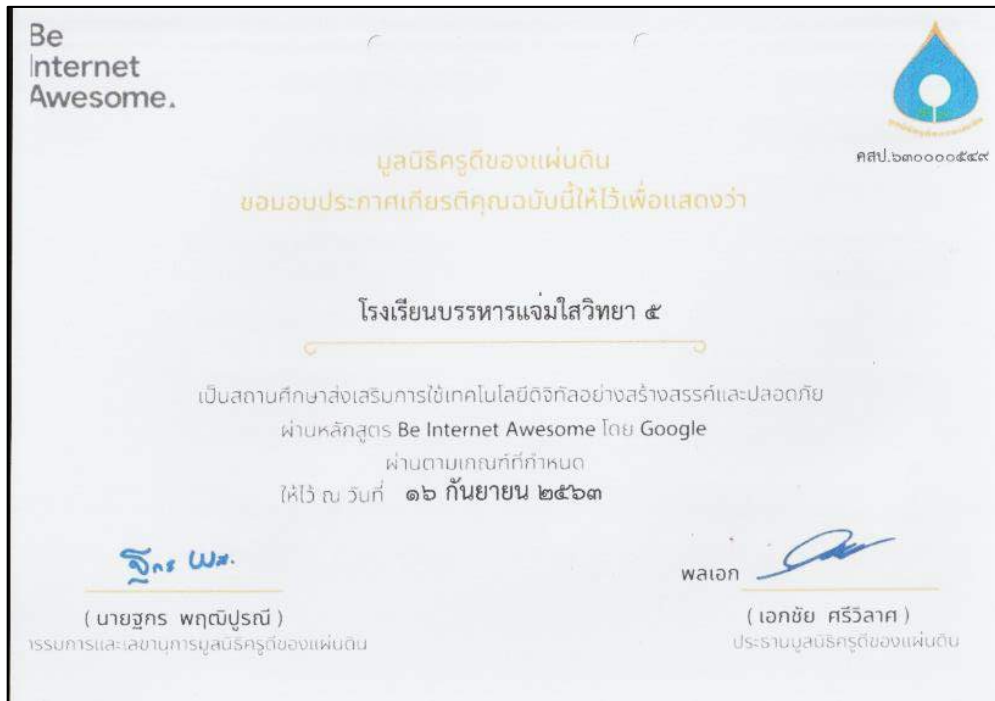 Be
Internet
Awesome.
คสป.๖๓๐๐๐๐๕๔๙
มูลนิธิครูดีของแผ่นดิน
ขอมอบประกาศเกียรติคุณฉบับนี้ให้ไว้เพื่อแสดงว่า
โรงเรียนบรรหารแจ่มใสวิทยา ๕
เป็นสถานศึกษาส่งเสริมการใช้เทคโนโลยีดิจิทัลอย่างสร้างสรรค์และปลอดภัย
ผ่านหลักสูตร Be Internet Awesome โดย Google
ผ่านตามเกณฑ์ที่กำหนด
ให้ไว้ ณ วันที่ ๑๖ กันยายน ๒๕๖๓
พลเอก
( นายฐกร พฤฒิปูรณี )
รรมการและเลขานุการมูลนิธิครูดีของแผ่นดิน
( เอกชัย ศรีวิลาศ )
ประธานมูลนิธิครูดีของแผ่นดิน